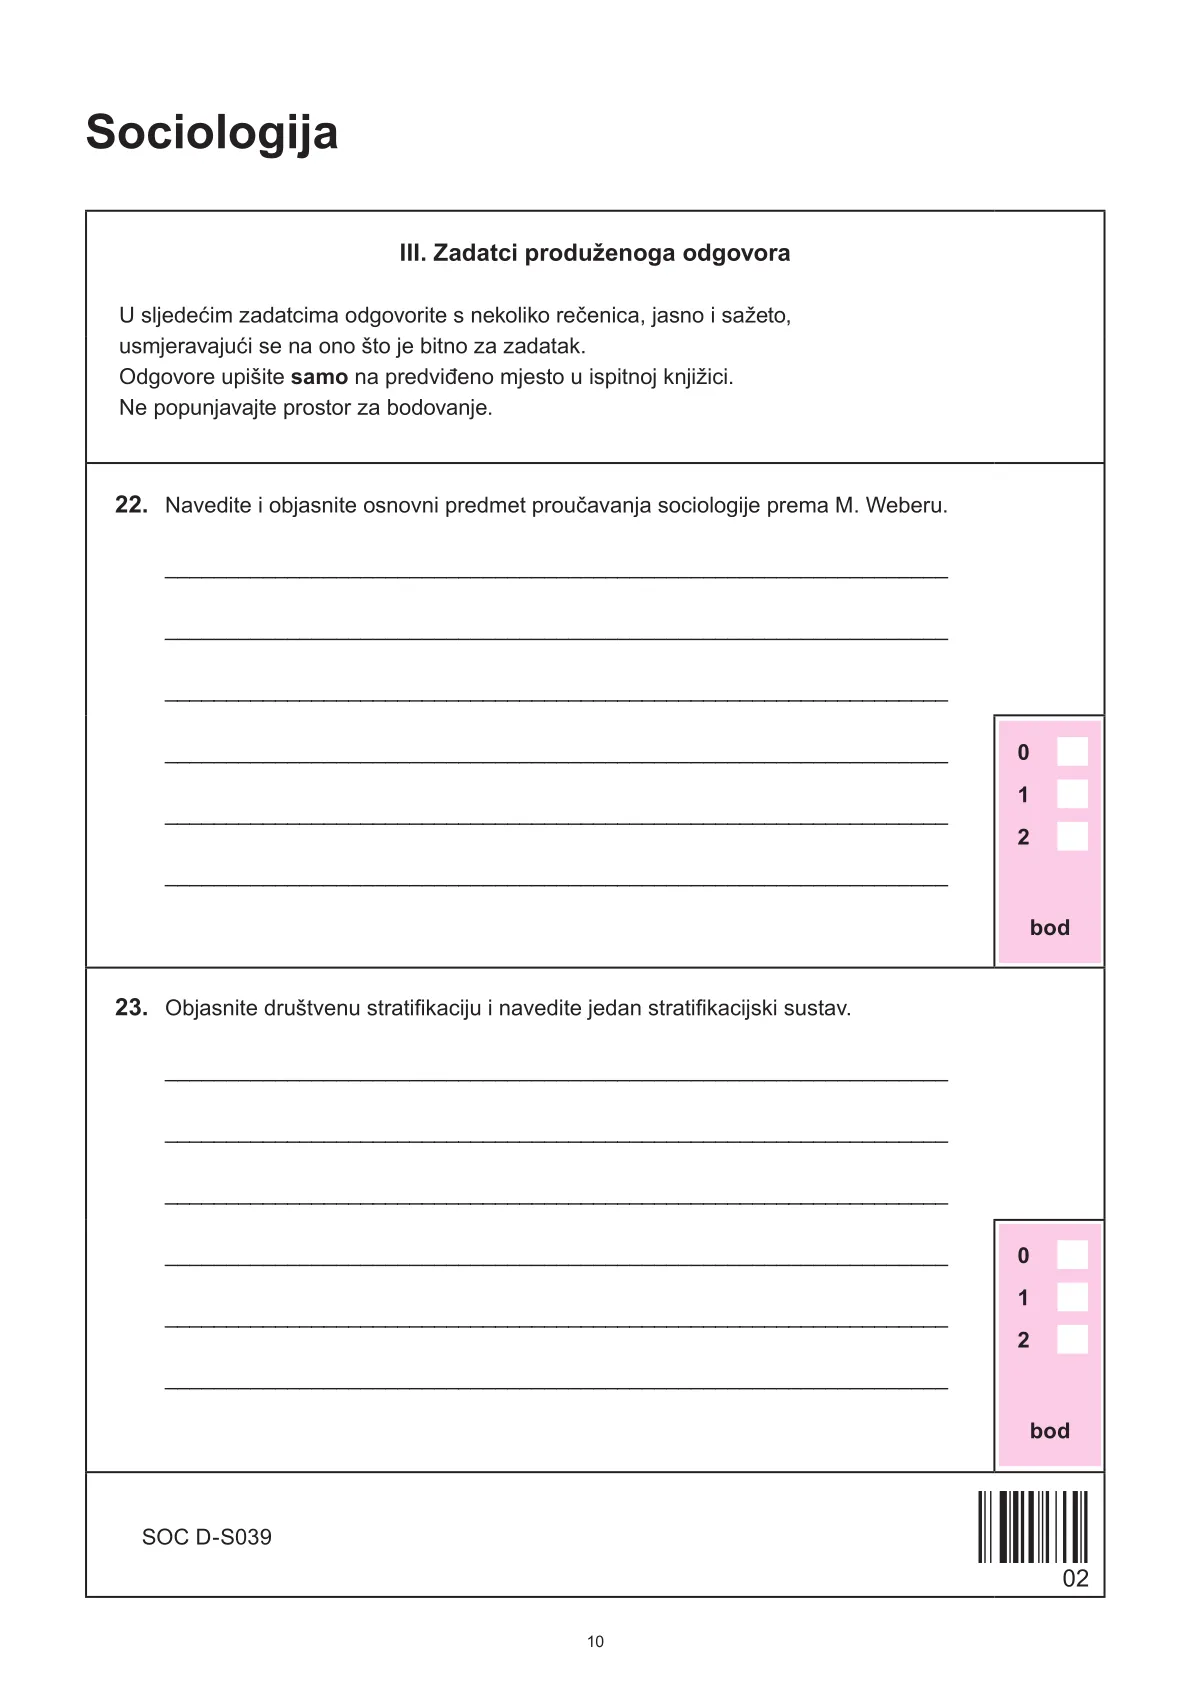 Sociologija
III. Zadatci produženoga odgovora
U sljedećim zadatcima odgovorite s nekoliko rečenica, jasno i sažeto,
usmjeravajući se na ono što je bitno za zadatak.
Odgovore upišite samo na predviđeno mjesto u ispitnoj knjižici.
Ne popunjavajte prostor za bodovanje.
22. Navedite i objasnite osnovni predmet proučavanja sociologije prema M. Weberu.
0
1
2
bod
23. Objasnite društvenu stratifikaciju i navedite jedan stratifikacijski sustav.
0
1
2
bod
SOC D-S039
02
10